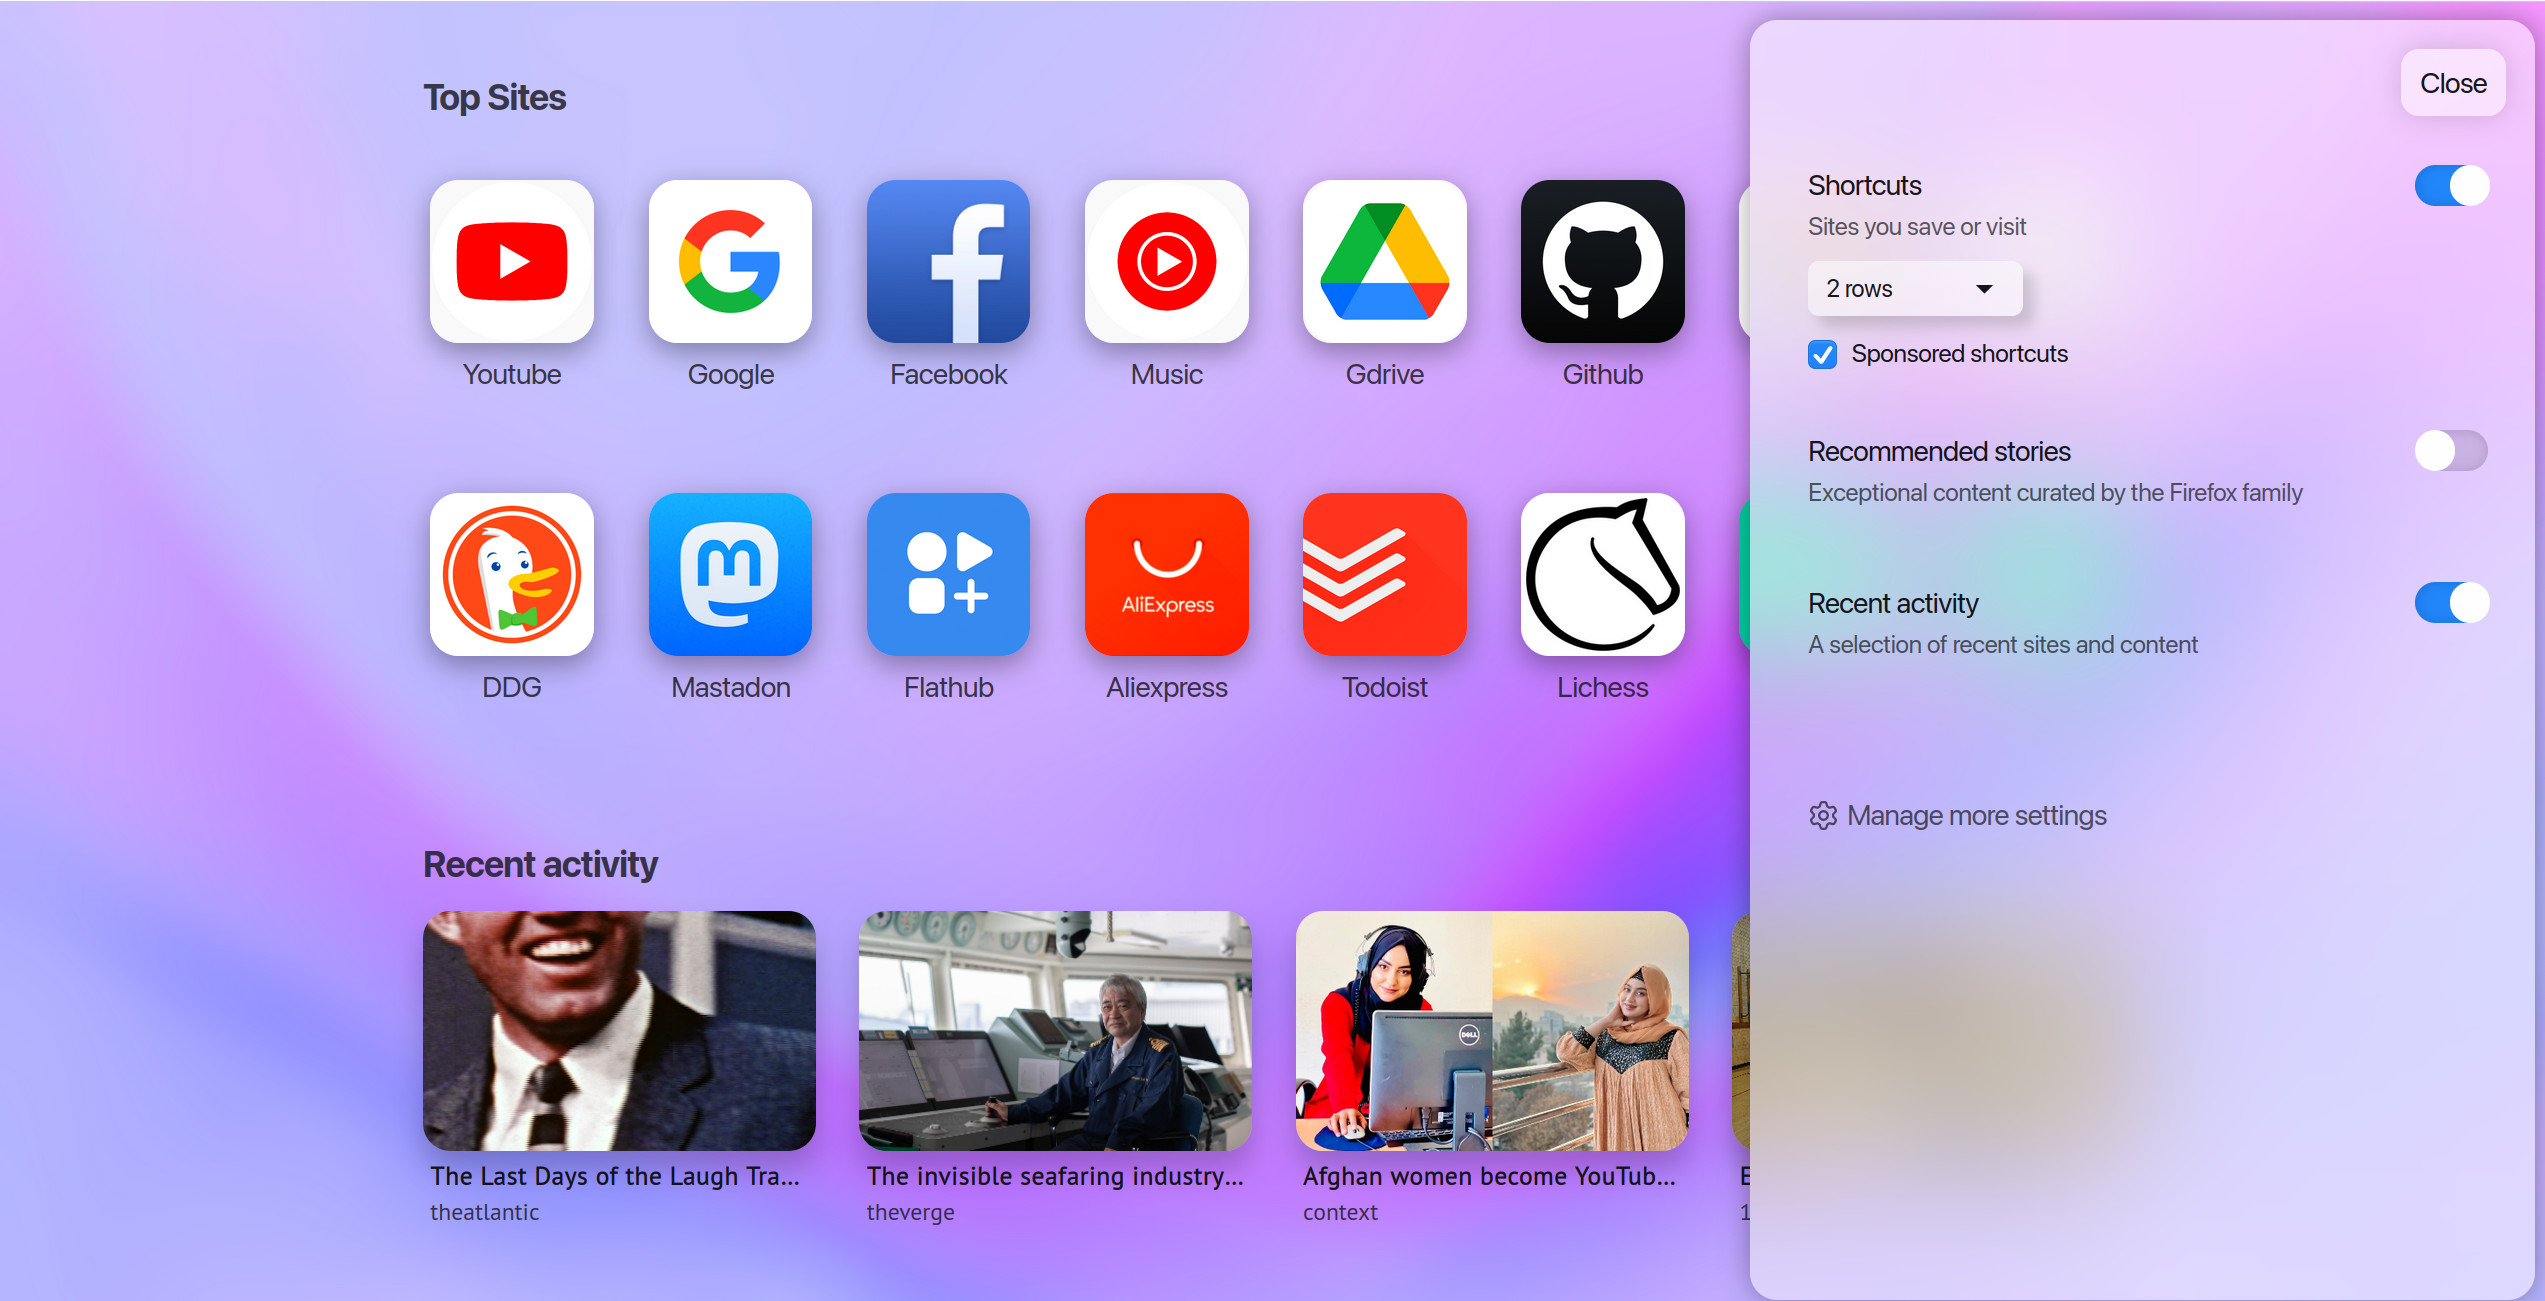 Top Sites
Youtube
Google
Facebook
Music
Gdrive
Github
AliExpress
DDG
Mastadon
Flathub
Aliexpress
Todoist
Lichess
Recent activity
DELL
The Last Days of the Laugh Tra...
theatlantic
The invisible seafaring industry...
theverge
Afghan women become YouTub...
context
E
1
Close
Shortcuts
Sites you save or visit
2 rows
Sponsored shortcuts
Recommended stories
Exceptional content curated by the Firefox family
Recent activity
A selection of recent sites and content
Manage more settings